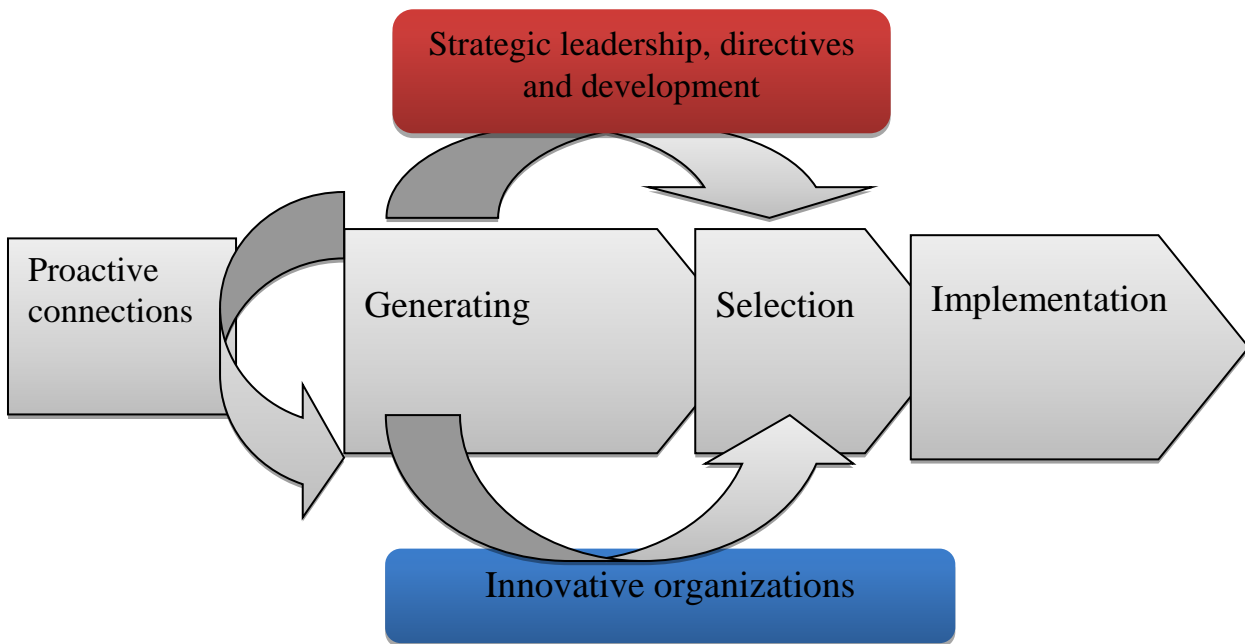 Strategic leadership, directives
and development
Proactive
connections
Generating
Selection
Implementation
Innovative organizations